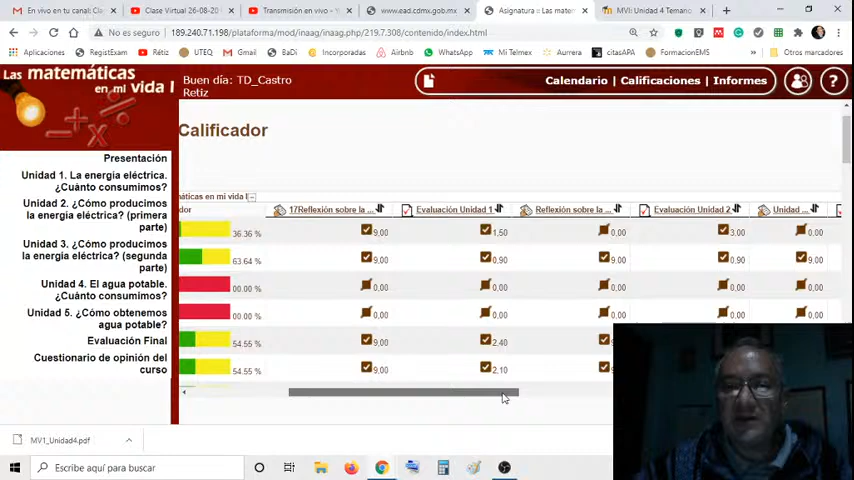 En vivo en tu canal: Cla
Clase Virtual 26-08-20
Transmisión en vivo - Y
www.ead.cdmx.gob.mx
Asignatura » Las matem
MVI: Unidad 4 Temario
No es seguro | 189.240.71.198/plataforma/mod/inaag/inaag.php/219.7.308/contenido/index.html
Aplicaciones
RegistExam
UTEQ
Gmail
BaDI
Incorporadas
Airbnb
WhatsApp
Mi Telmex
citasAPA
FormacionEMS
Otros marcadores
Las matemáticas
en mi vida I
Buen día: TD_Castro
Retiz
Calendario | Calificaciones | Informes
Presentación
Unidad 1. La energía eléctrica.
¿Cuánto consumimos?
Unidad 2. ¿Cómo producimos
la energía eléctrica? (primera
parte)
Unidad 3. ¿Cómo producimos
la energía eléctrica? (segunda
parte)
Unidad 4. El agua potable.
¿Cuánto consumimos?
Unidad 5. ¿Cómo obtenemos
agua potable?
Evaluación Final
Cuestionario de opinión del
curso
Calificador
máticas en mi vida I
dor
17Reflexión sobre la ...
Evaluación Unidad 1
Reflexión sobre la ...
Evaluación Unidad 2
Unidad ...
36.36 % 9,00 1,50 0,00 3,00 0,00
63.64 % 9,00 0,90 9,00 0,90 9,00
00.00 % 0,00 0,00 0,00 0,00 0,00
00.00 % 0,00 0,00 0,00 0,00 0,00
54.55 % 9,00 2,40 9
54.55 % 9,00 2,10 9
MV1_Unidad4.pdf
Escribe aquí para buscar